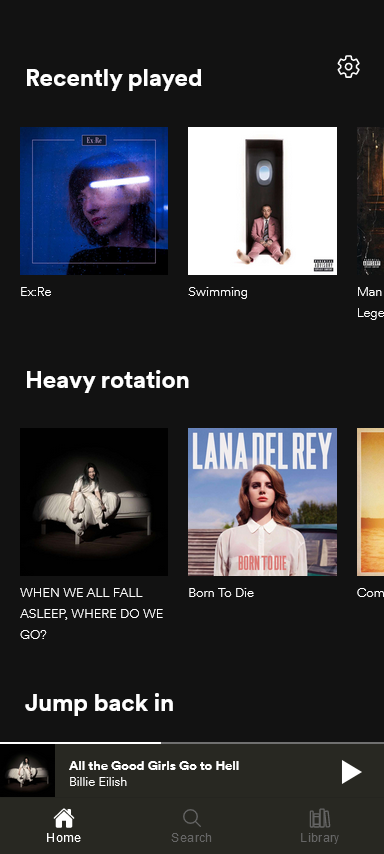 Recently played
Ex:Re
Ex:Re
Swimming
Man
Lege
Heavy rotation
LANA DEL REY
BORN TO DIE
WHEN WE ALL FALL
ASLEEP, WHERE DO WE
GO?
Born To Die
Com
Jump back in
All the Good Girls Go to Hell
Billie Eilish
Home
Search
Library